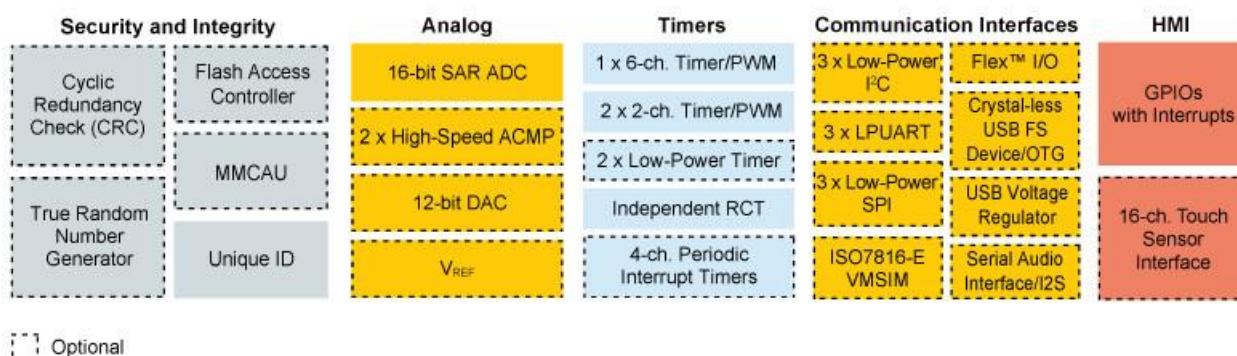 Security and Integrity
Cyclic
Redundancy
Check (CRC)
True Random
Number
Generator
Flash Access
Controller
MMCAU
Unique ID
Analog
16-bit SAR ADC
2 x High-Speed ACMP
12-bit DAC
VREF
Timers
1 x 6-ch. Timer/PWM
2 x 2-ch. Timer/PWM
2 x Low-Power Timer
Independent RCT
4-ch. Periodic
Interrupt Timers
Communication Interfaces
3 x Low-Power
I²C
3 x LPUART
3 x Low-Power
SPI
ISO7816-E
VMSIM
Flex™ I/O
Crystal-less
USB FS
Device/OTG
USB Voltage
Regulator
Serial Audio
Interface/I2S
HMI
GPIOs
with Interrupts
16-ch. Touch
Sensor
Interface
Optional